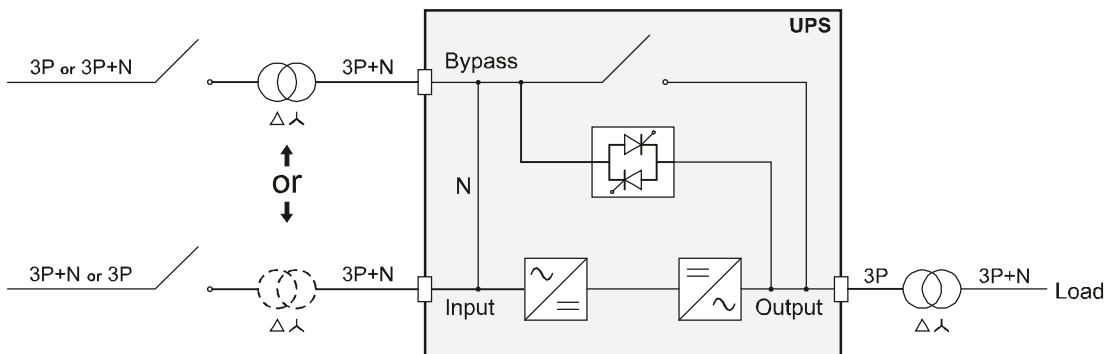 UPS
3P or 3P+N
3P+N
Bypass
or
N
3P+N or 3P
3P+N
Input
Output
3P
3P+N
Load